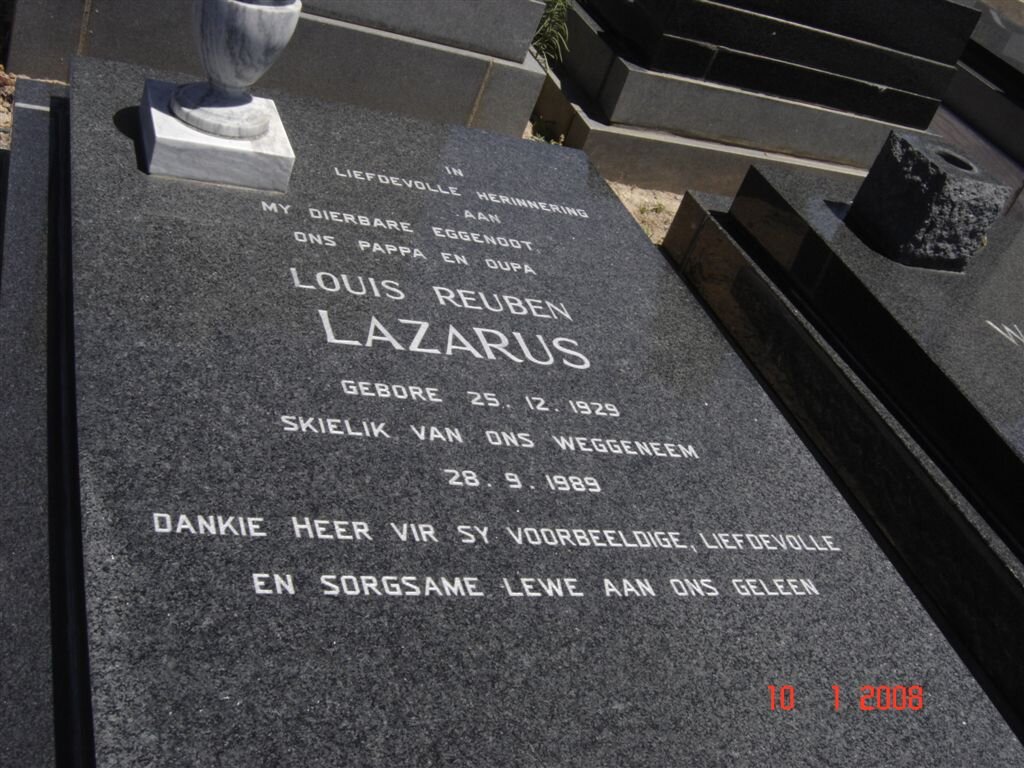 IN
LIEFDEVOLLE HERINNERING
AAN
MY DIERBARE EGGENOOT
ONS PAPPA EN OUPA
LOUIS REUBEN
LAZARUS
GEBORE 25.12.1929
SKIELIK VAN ONS WEGGENEEM
28.9.1989
DANKIE HEER VIR SY VOORBEELDIGE, LIEFDEVOLLE
EN SORGSAME LEWE AAN ONS GELEEN
W
10 1 2008